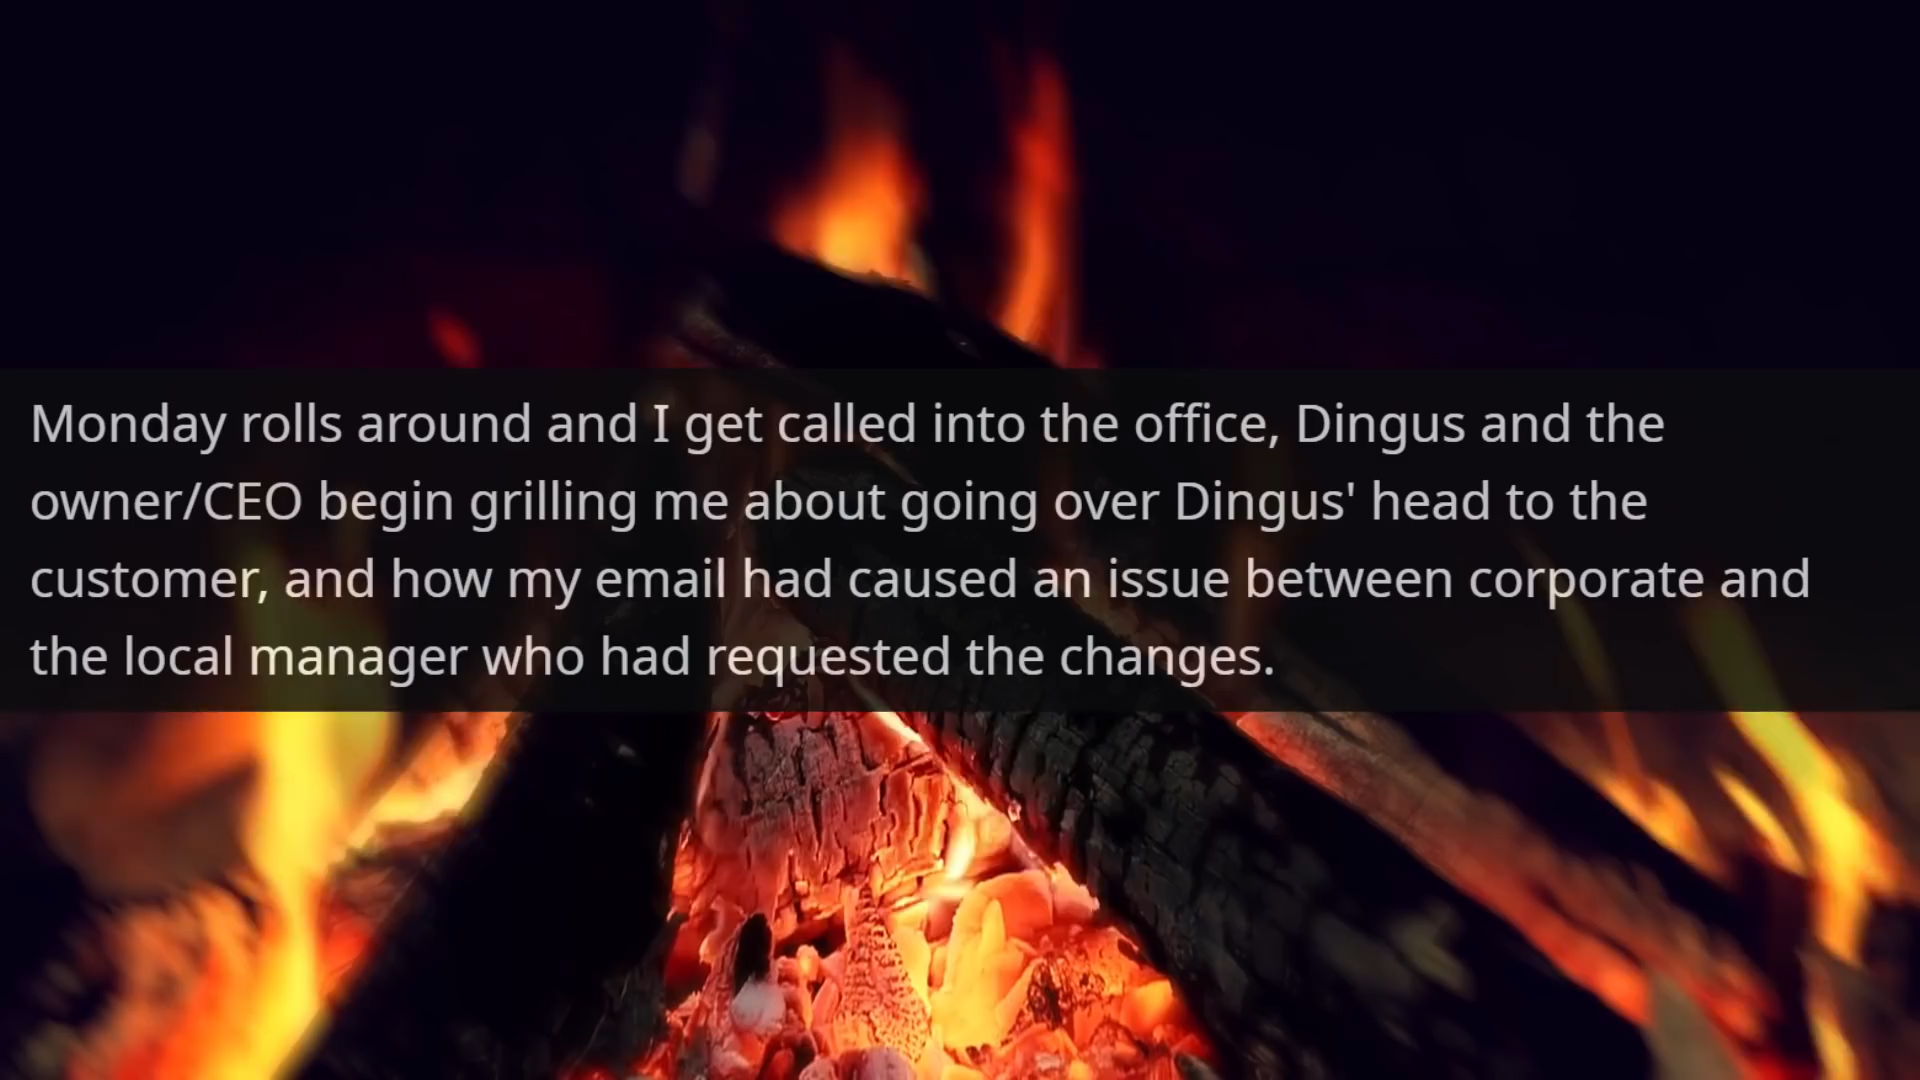 Monday rolls around and I get called into the office, Dingus and the
owner/CEO begin grilling me about going over Dingus' head to the
customer, and how my email had caused an issue between corporate and
the local manager who had requested the changes.